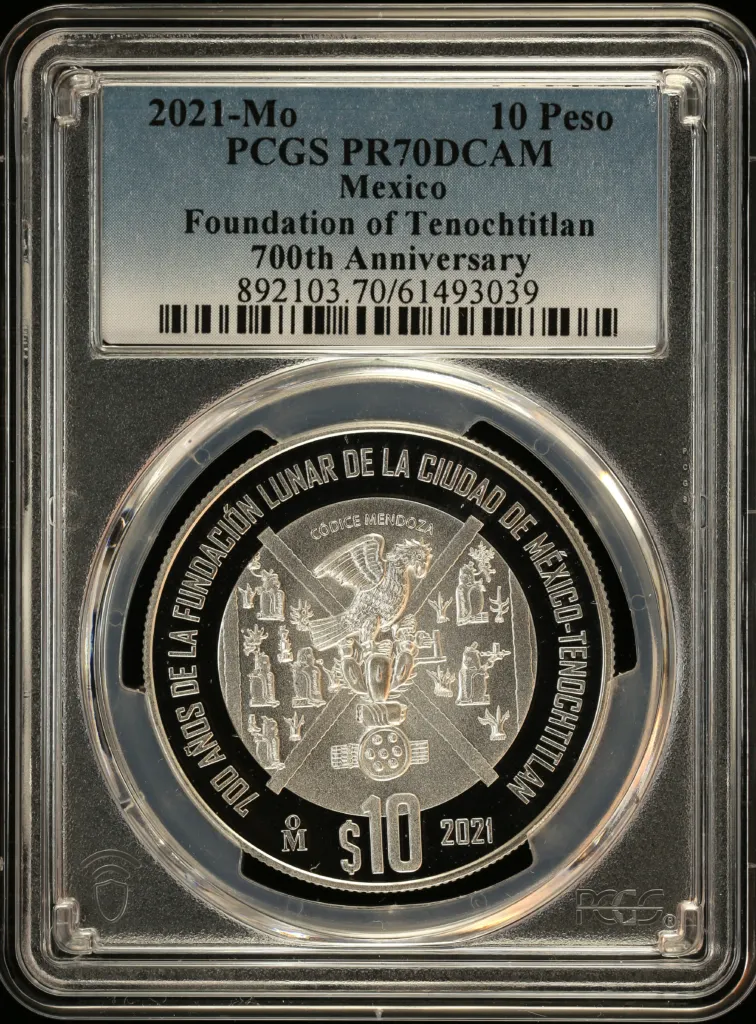 2021-Mo 10 Peso
PCGS PR70DCAM
Mexico
Foundation of Tenochtitlan
700th Anniversary
892103.70/61493039
700 AÑOS DE LA FUNDACIÓN LUNAR DE LA CIUDAD DE MÉXICO-TENOCHTITLAN
CÓDICE MENDOZA
Mo $10 2021
PCGS®